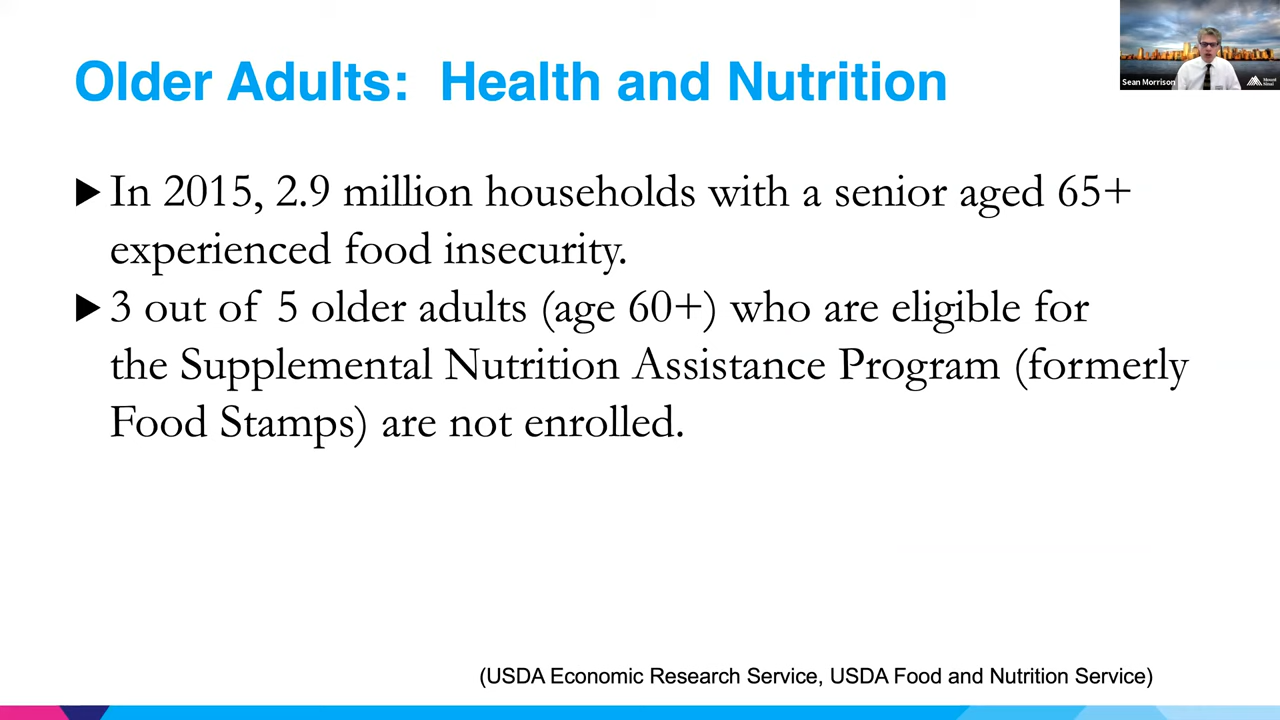 Older Adults:  Health and Nutrition
Sean Morrison
Mount
Sinai
▶ In 2015, 2.9 million households with a senior aged 65+
experienced food insecurity.
▶ 3 out of 5 older adults (age 60+) who are eligible for
the Supplemental Nutrition Assistance Program (formerly
Food Stamps) are not enrolled.
(USDA Economic Research Service, USDA Food and Nutrition Service)